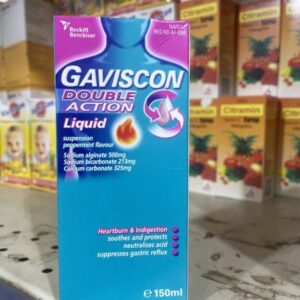 Reckitt
Benckiser
NAFDAC
GAVISCON
DOUBLE
ACTION
Liquid
suspension
peppermint flavour
Sodium alginate 500mg
Sodium bicarbonate 213mg
Calcium carbonate 325mg
Heartburn & Indigestion
soothes and protects
neutralises acid
suppresses gastric reflux
e 150ml
Citramin
Citramin